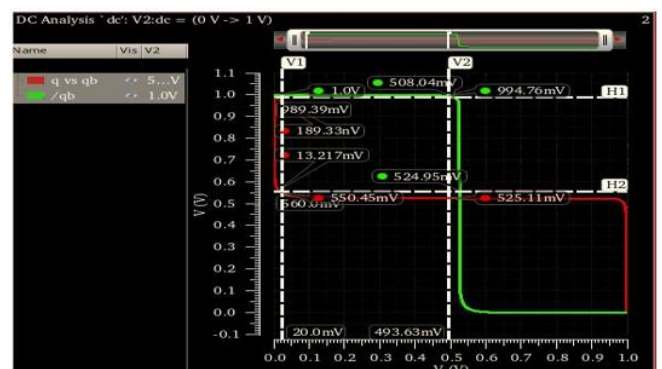 DC Analysis `dc': V2:dc = (0 V -> 1 V) 2
Name Vis V2
q vs qb 5...V
/qb 1.0V
V1 V2
1.1
1.0 1.0V 508.04mV 994.76mV H1
989.39mV
0.9
189.33nV
0.8
0.7 13.217mV
0.6 524.95mV H2
0.5 560.0mV 550.45mV 525.11mV
0.4
0.3
0.2
0.1
0.0
-0.1 20.0mV 493.63mV
V (V)
0.0 0.1 0.2 0.3 0.4 0.5 0.6 0.7 0.8 0.9 1.0
V (V)